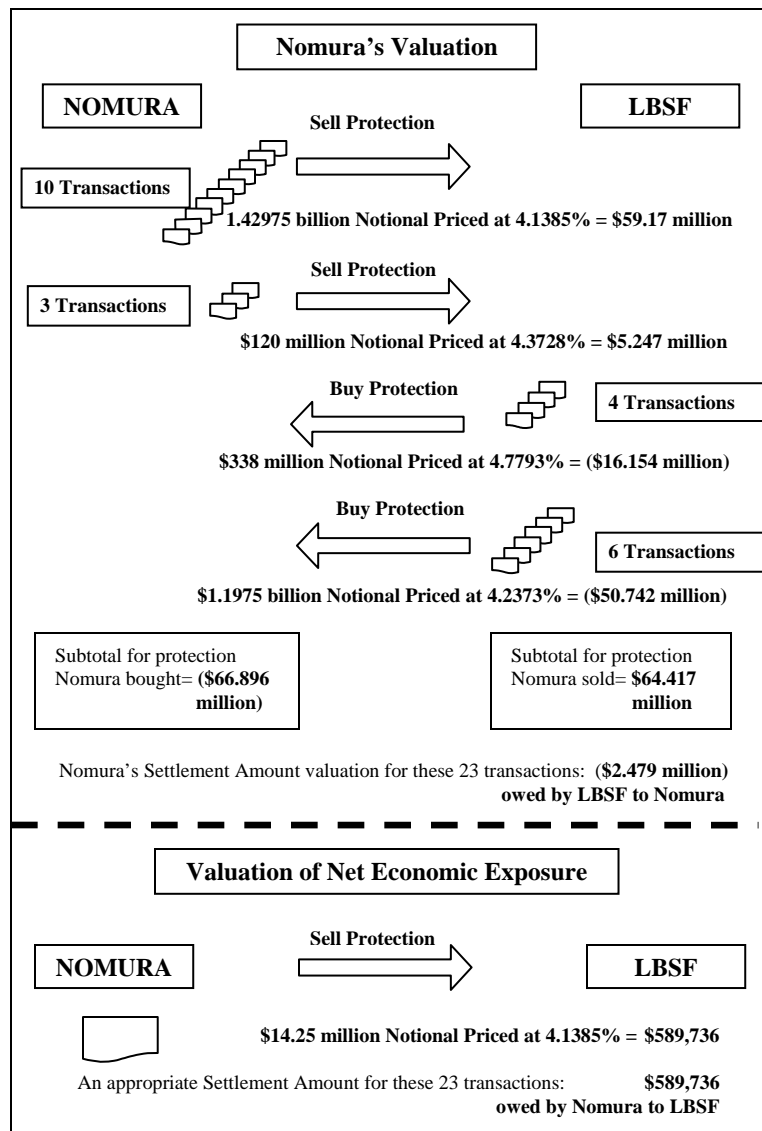 Nomura's Valuation
NOMURA
LBSF
Sell Protection
10 Transactions
1.42975 billion Notional Priced at 4.1385% = $59.17 million
Sell Protection
3 Transactions
$120 million Notional Priced at 4.3728% = $5.247 million
Buy Protection
4 Transactions
$338 million Notional Priced at 4.7793% = ($16.154 million)
Buy Protection
6 Transactions
$1.1975 billion Notional Priced at 4.2373% = ($50.742 million)
Subtotal for protection
Nomura bought= ($66.896
million)
Subtotal for protection
Nomura sold= $64.417
million
Nomura's Settlement Amount valuation for these 23 transactions: ($2.479 million)
owed by LBSF to Nomura
Valuation of Net Economic Exposure
Sell Protection
NOMURA
LBSF
$14.25 million Notional Priced at 4.1385% = $589,736
An appropriate Settlement Amount for these 23 transactions: $589,736
owed by Nomura to LBSF